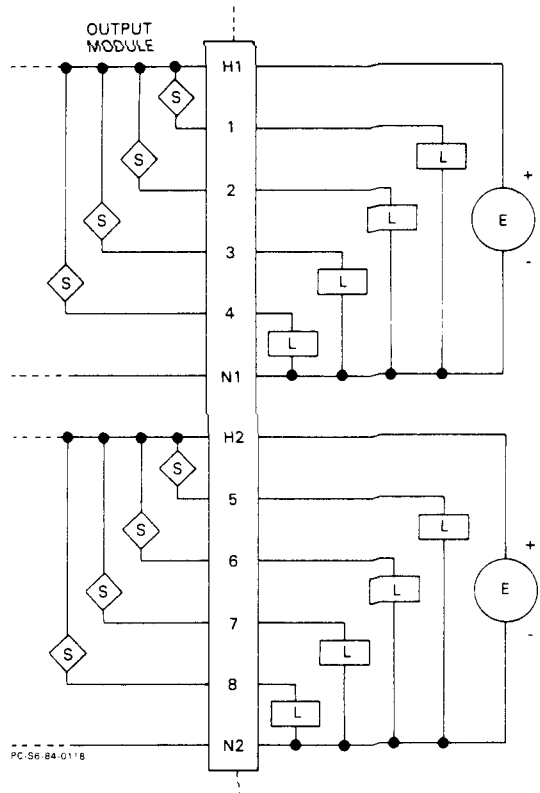 OUTPUT
MODULE
H1
S
1
L
+
S
2
L
E
S
3
-
L
S
4
L
N1
H2
S
5
L
+
S
6
L
E
S
7
-
L
S
8
L
N2
PC-S6-84-0118